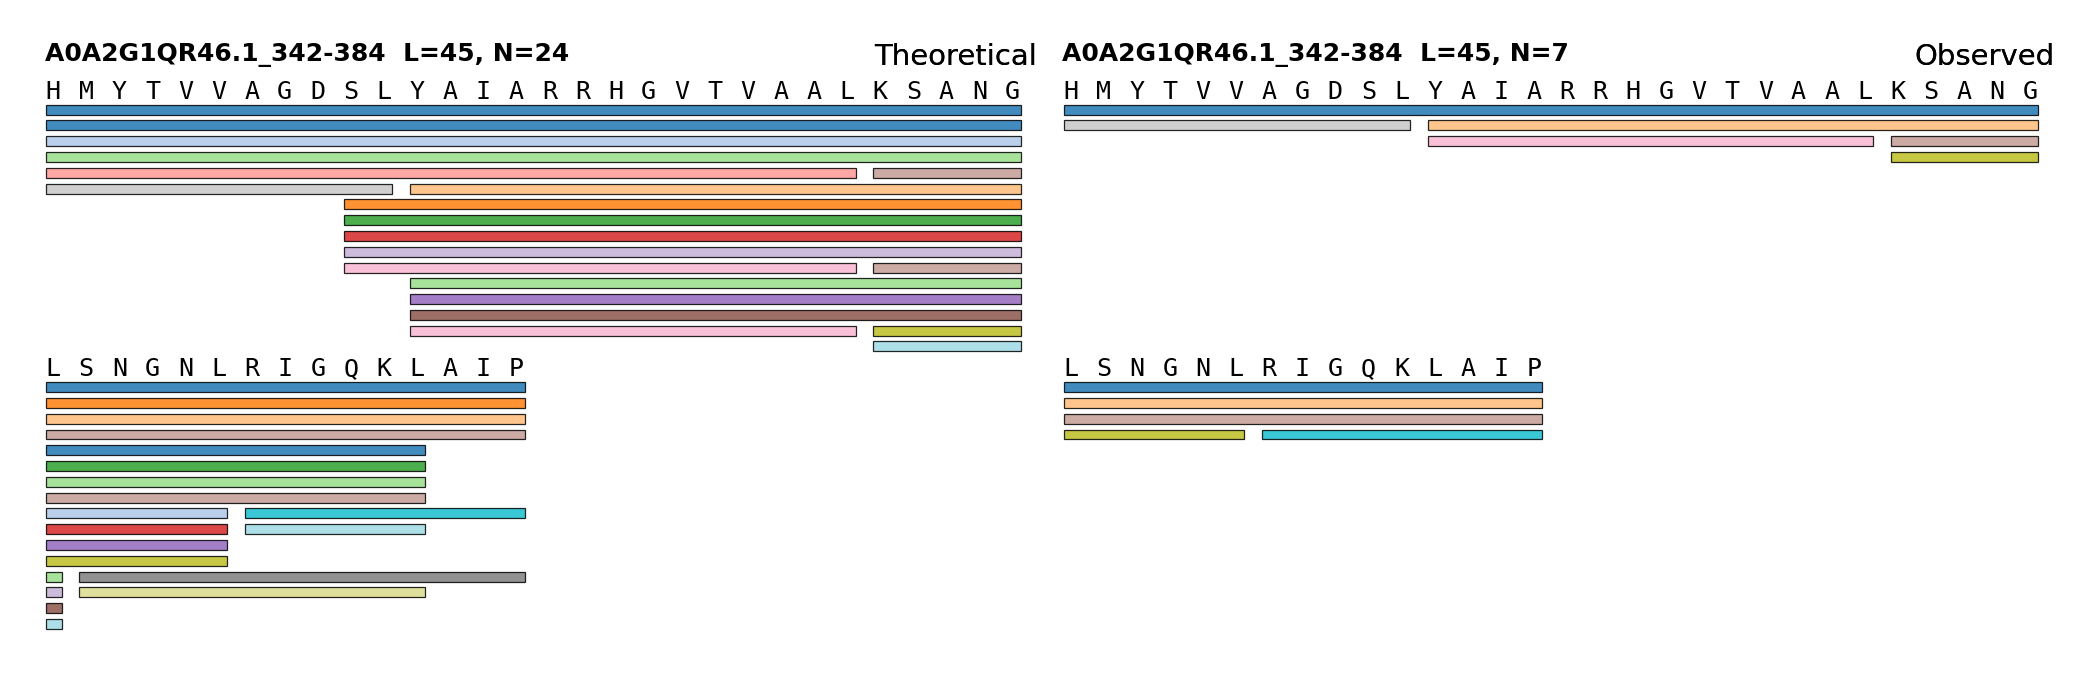 A0A2G1QR46.1_342-384 L=45, N=24
Theoretical
H M Y T V V A G D S L Y A I A R R H G V T V A A L K S A N G
L S N G N L R I G Q K L A I P
A0A2G1QR46.1_342-384 L=45, N=7
Observed
H M Y T V V A G D S L Y A I A R R H G V T V A A L K S A N G
L S N G N L R I G Q K L A I P